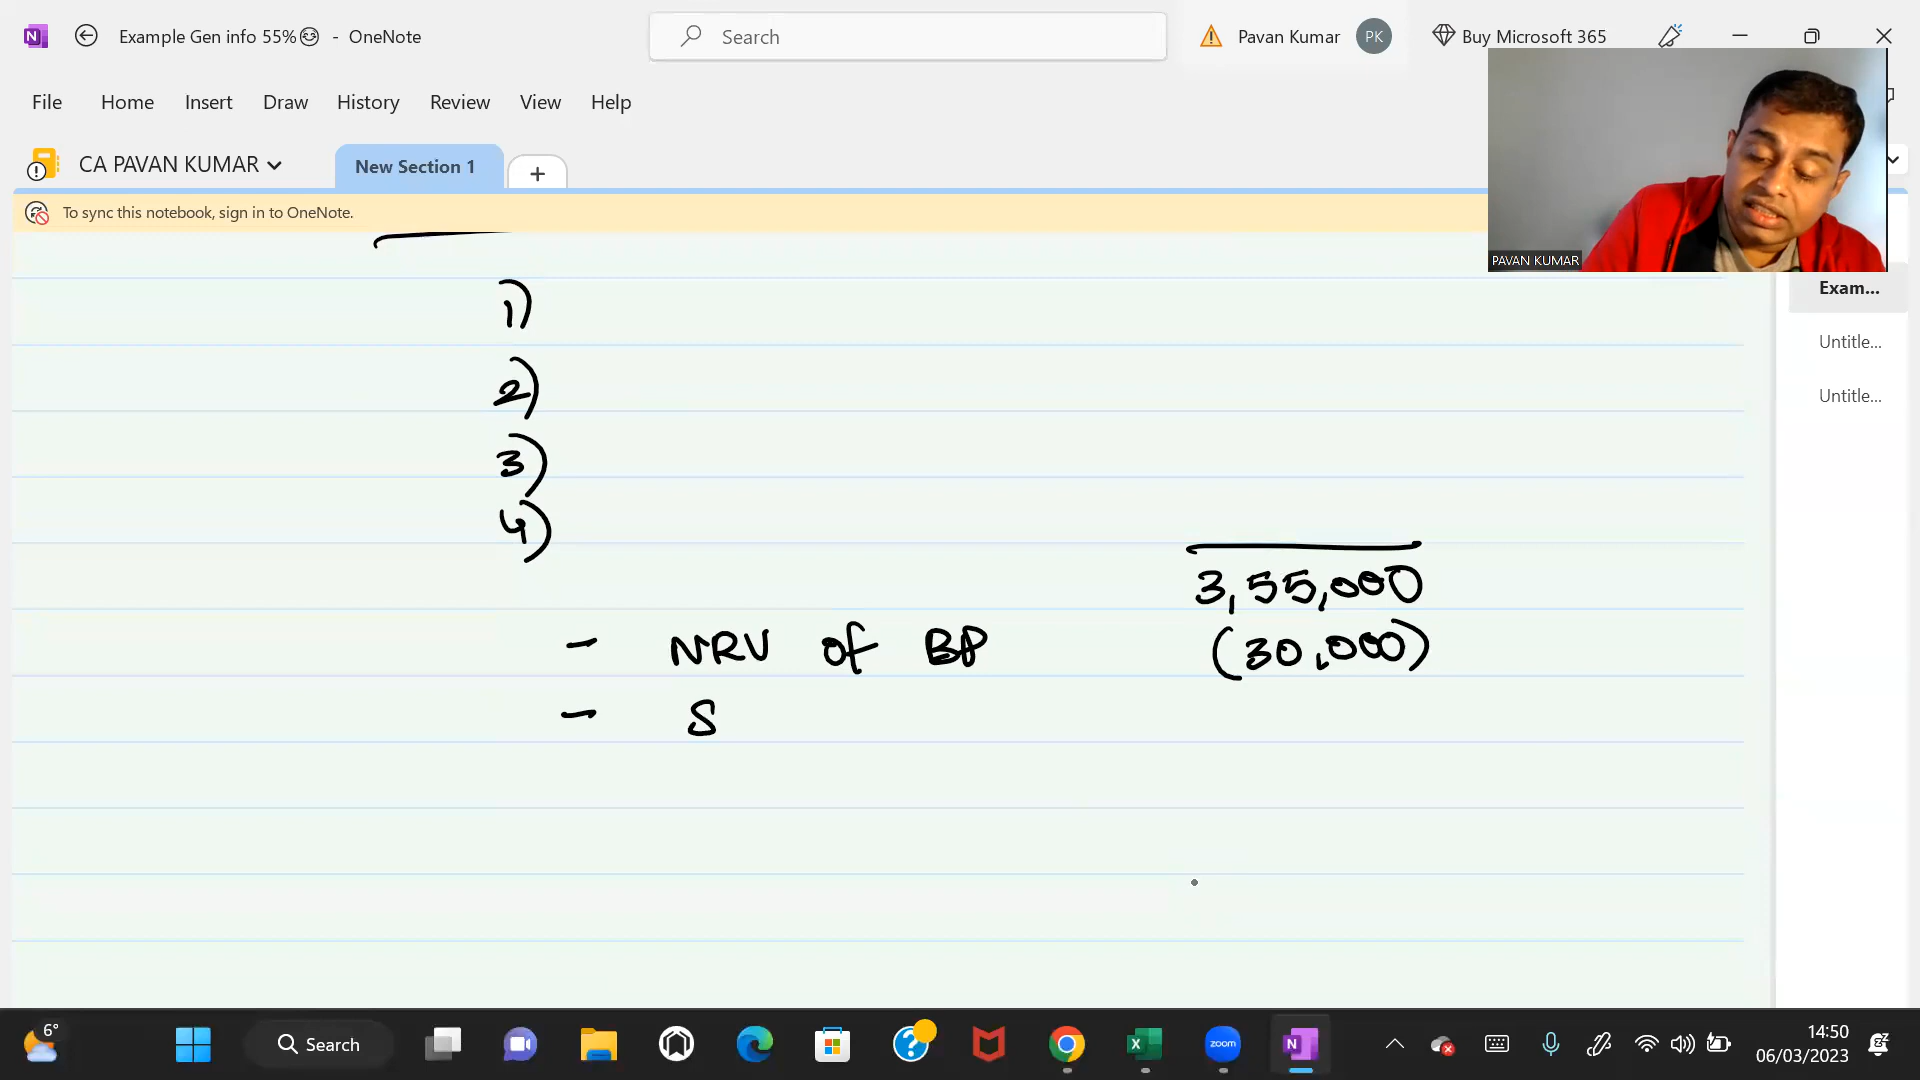 Example Gen info 55%😊 - OneNote
Search
Pavan Kumar
PK
Buy Microsoft 365
File Home Insert Draw History Review View Help
CA PAVAN KUMAR
New Section 1
+
To sync this notebook, sign in to OneNote.
PAVAN KUMAR
Exam...
Untitle...
Untitle...
1)
2)
3)
4)
3,55,000
- NRV of BP (30,000)
- S
6°
Search
zoom
14:50
06/03/2023